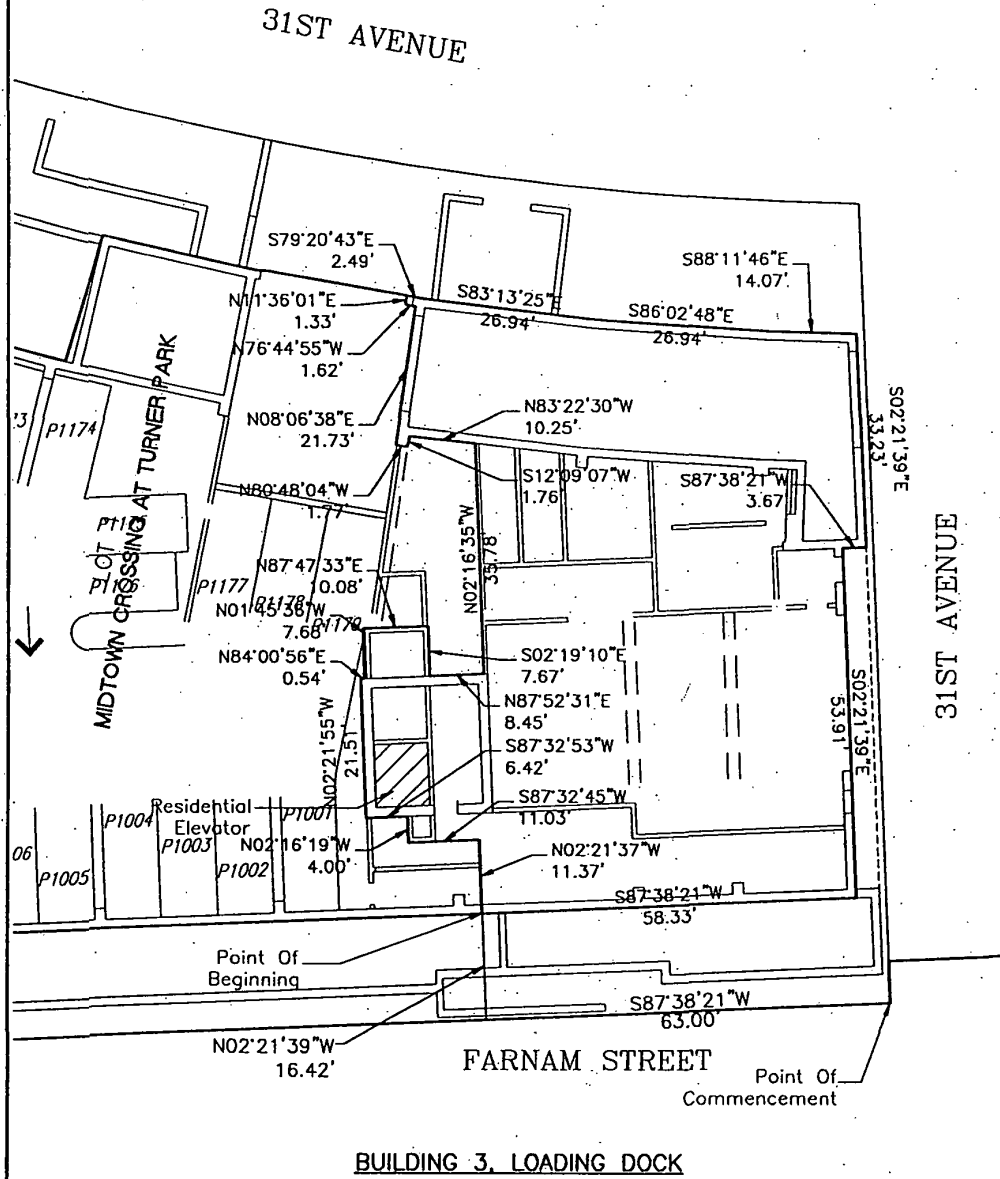 31ST AVENUE
S79°20'43"E
2.49'
S88°11'46"E
14.07'
N11°36'01"E
1.33'
S83°13'25"
26.94'
S86°02'48"E
26.94'
N76°44'55"W
1.62'
N08°06'38"E
21.73'
N83°22'30"W
10.25'
S02°21'39"E
33.23'
S12°09'07"W
1.76'
S87°38'21"W
3.67'
N80°48'04"W
1.77'
MIDTOWN CROSSING AT TURNER PARK
LOT
P1174
P1177
P1178
P1179
N87°47'33"E
10.08'
N02°16'35"W
35.78'
N01°45'36"W
7.68'
N84°00'56"E
0.54'
S02°19'10"E
7.67'
N87°52'31"E
8.45'
31ST AVENUE
S02°21'39"E
53.91'
N02°21'55"W
21.51'
S87°32'53"W
6.42'
S87°32'45"W
11.03'
Residential
Elevator
N02°16'19"W
4.00'
N02°21'37"W
11.37'
06
P1005
P1004
P1003
P1002
P1001
S87°38'21"W
58.33'
Point Of
Beginning
S87°38'21"W
63.00'
N02°21'39"W
16.42'
FARNAM STREET
Point Of
Commencement
BUILDING 3, LOADING DOCK